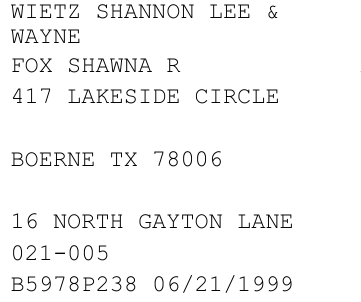 WIETZ SHANNON LEE &
WAYNE
FOX SHAWNA R
417 LAKESIDE CIRCLE
BOERNE TX 78006
16 NORTH GAYTON LANE
021-005
B5978P238 06/21/1999